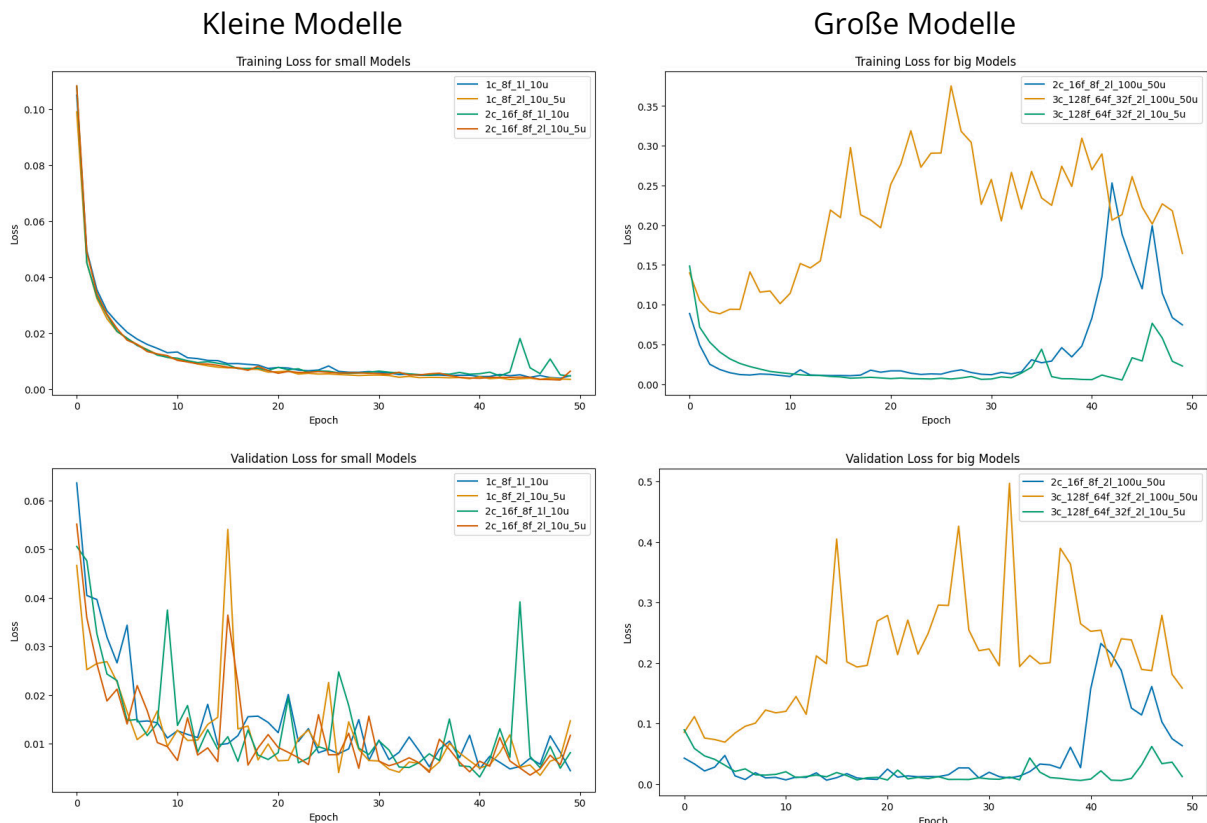 Kleine Modelle
Große Modelle
Training Loss for small Models
1c_8f_1l_10u
1c_8f_2l_10u_5u
2c_16f_8f_1l_10u
2c_16f_8f_2l_10u_5u
Loss
0.10
0.08
0.06
0.04
0.02
0.00
0
10
20
30
40
50
Epoch
Training Loss for big Models
2c_16f_8f_2l_100u_50u
3c_128f_64f_32f_2l_100u_50u
3c_128f_64f_32f_2l_10u_5u
Loss
0.35
0.30
0.25
0.20
0.15
0.10
0.05
0.00
0
10
20
30
40
50
Epoch
Validation Loss for small Models
1c_8f_1l_10u
1c_8f_2l_10u_5u
2c_16f_8f_1l_10u
2c_16f_8f_2l_10u_5u
Loss
0.06
0.05
0.04
0.03
0.02
0.01
0
10
20
30
40
50
Epoch
Validation Loss for big Models
2c_16f_8f_2l_100u_50u
3c_128f_64f_32f_2l_100u_50u
3c_128f_64f_32f_2l_10u_5u
Loss
0.5
0.4
0.3
0.2
0.1
0.0
0
10
20
30
40
50
Epoch